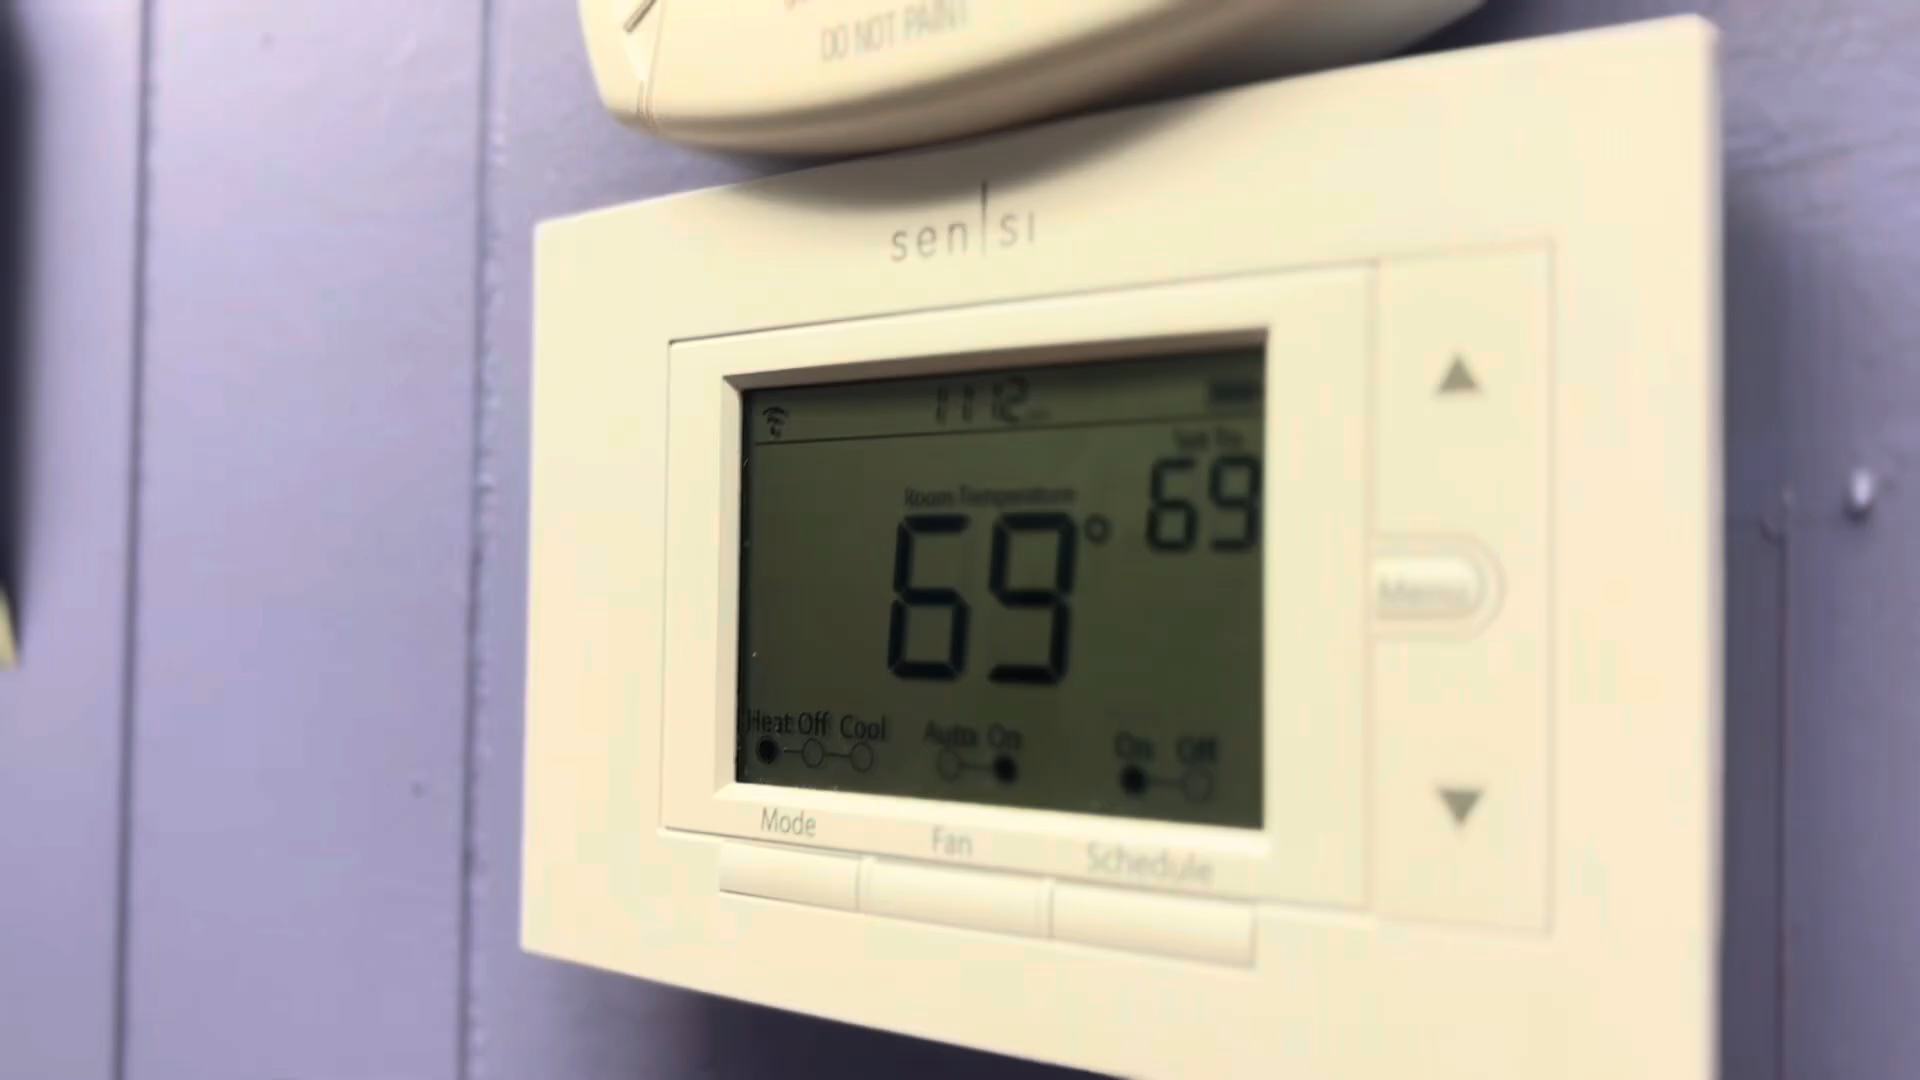 DO NOT PAINT
sensi
11:12
Set To
69
Room Temperature
69°
Heat Off Cool
Auto On
On Off
Mode
Fan
Schedule
Menu